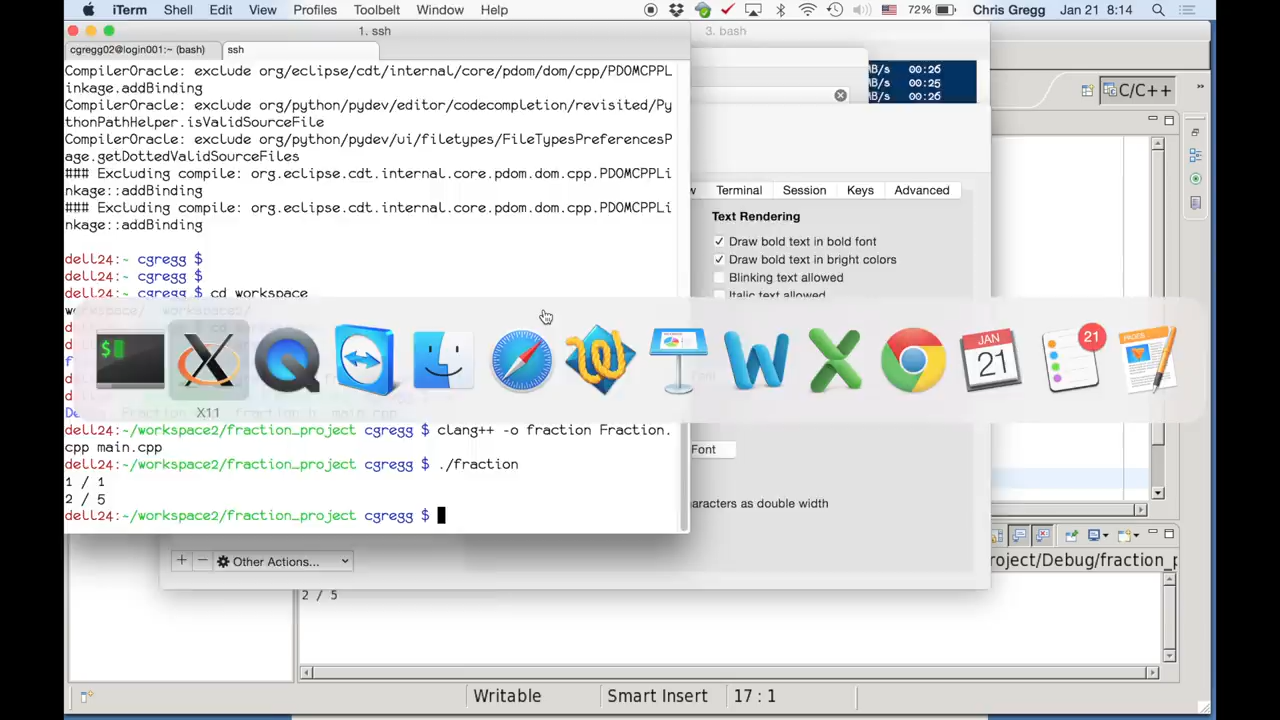 iTerm Shell Edit View Profiles Toolbelt Window Help 72% Chris Gregg Jan 21 8:14
1. ssh
3. bash
cgregg02@login001:~ (bash) ssh
CompilerOracle: exclude org/eclipse/cdt/internal/core/pdom/dom/cpp/PDOMCPPL
inkage.addBinding
CompilerOracle: exclude org/python/pydev/editor/codecompletion/revisited/Py
thonPathHelper.isValidSourceFile
CompilerOracle: exclude org/python/pydev/ui/filetypes/FileTypesPreferencesP
age.getDottedValidSourceFiles
### Excluding compile: org.eclipse.cdt.internal.core.pdom.dom.cpp.PDOMCPPLi
nkage::addBinding
### Excluding compile: org.eclipse.cdt.internal.core.pdom.dom.cpp.PDOMCPPLi
nkage::addBinding
dell24:~ cgregg $
dell24:~ cgregg $
dell24:~ cgregg $ cd workspace
workspace/ workspace2/
X11
clang++ -o fraction Fraction.
dell24:~/workspace2/fraction_project cgregg $
cpp main.cpp
dell24:~/workspace2/fraction_project cgregg $ ./fraction
1 / 1
2 / 5
dell24:~/workspace2/fraction_project cgregg $
MB/s 00:26
MB/s 00:25
MB/s 00:26
C/C++
w Terminal Session Keys Advanced
Text Rendering
Draw bold text in bold font
Draw bold text in bright colors
Blinking text allowed
Italic text allowed
Font
aracters as double width
JAN
21
21
PAGES
+ − Other Actions...
roject/Debug/fraction_p
2 / 5
Writable Smart Insert 17 : 1